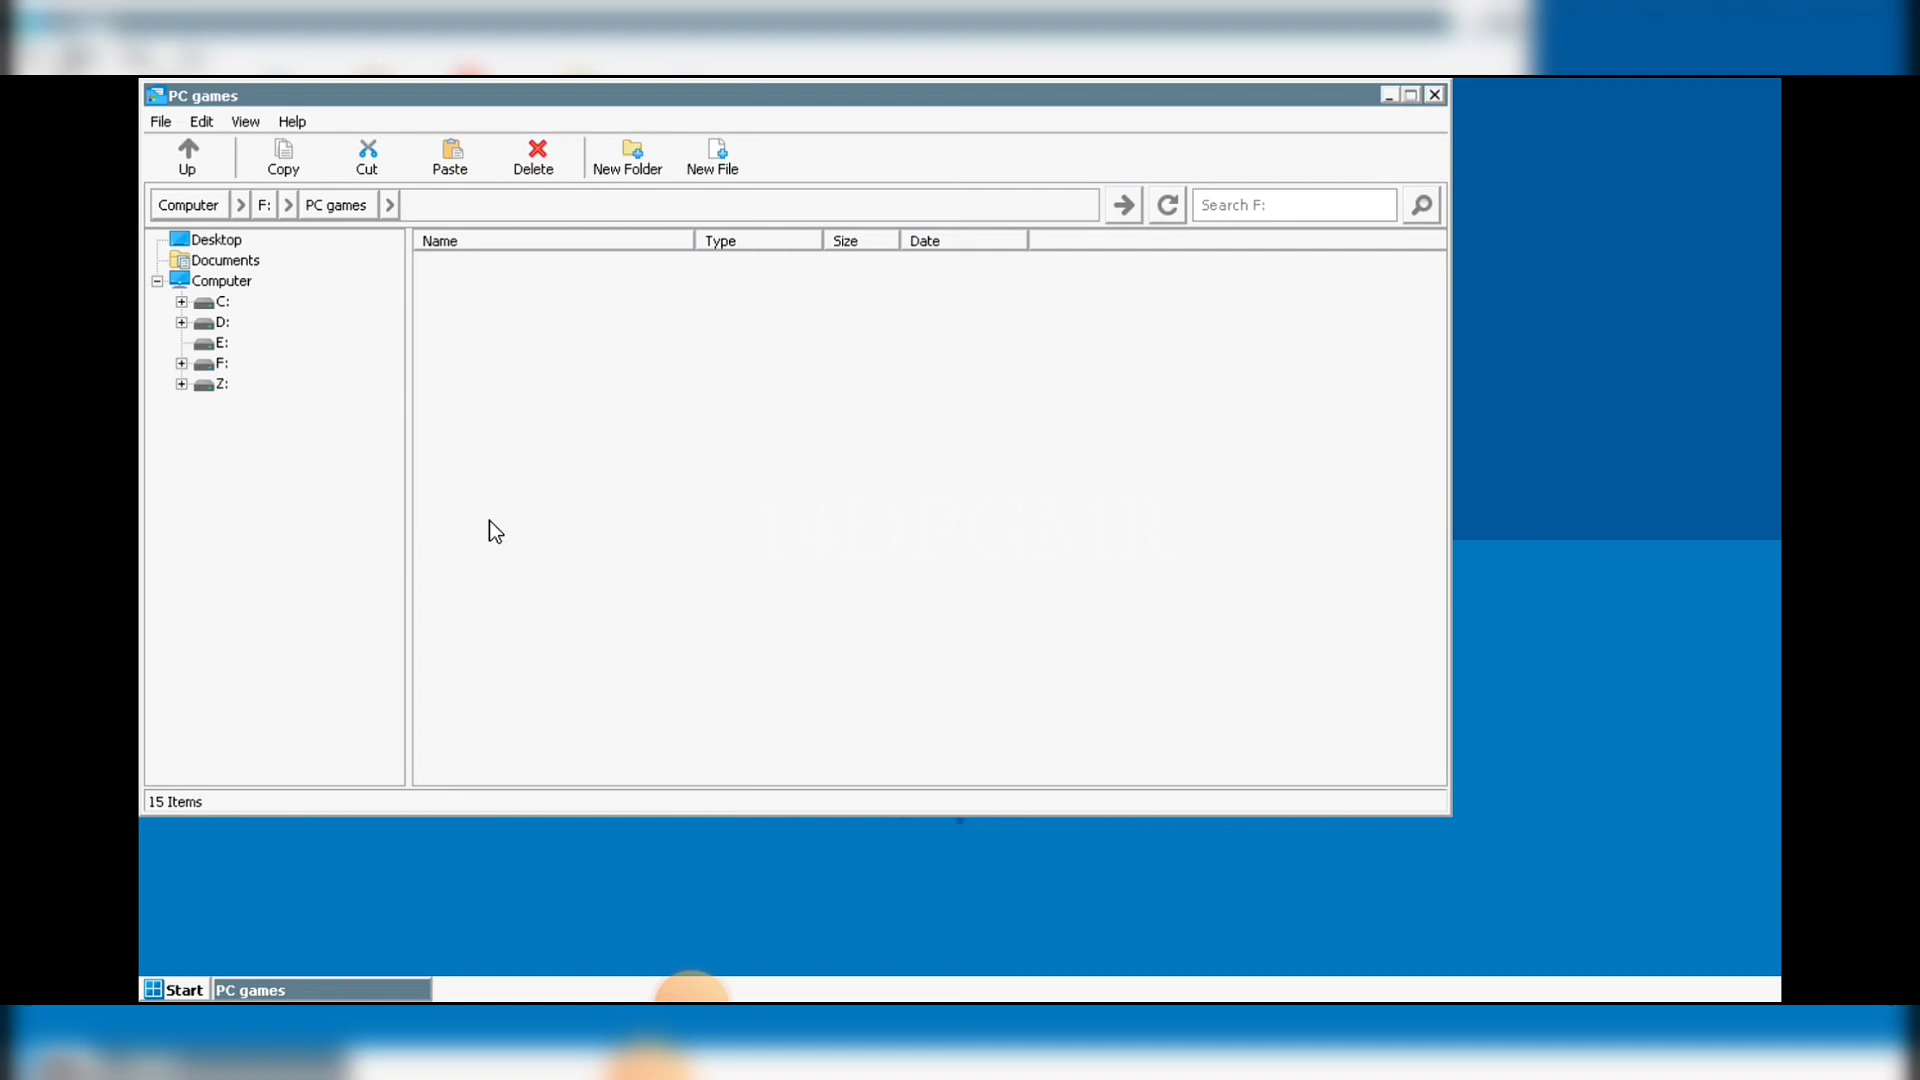 PC games
File Edit View Help
Up Copy Cut Paste Delete New Folder New File
Computer F: PC games Search F:
Desktop
Documents
Computer
C:
D:
E:
F:
Z:
Name Type Size Date
14DPGMR
15 Items
Start PC games